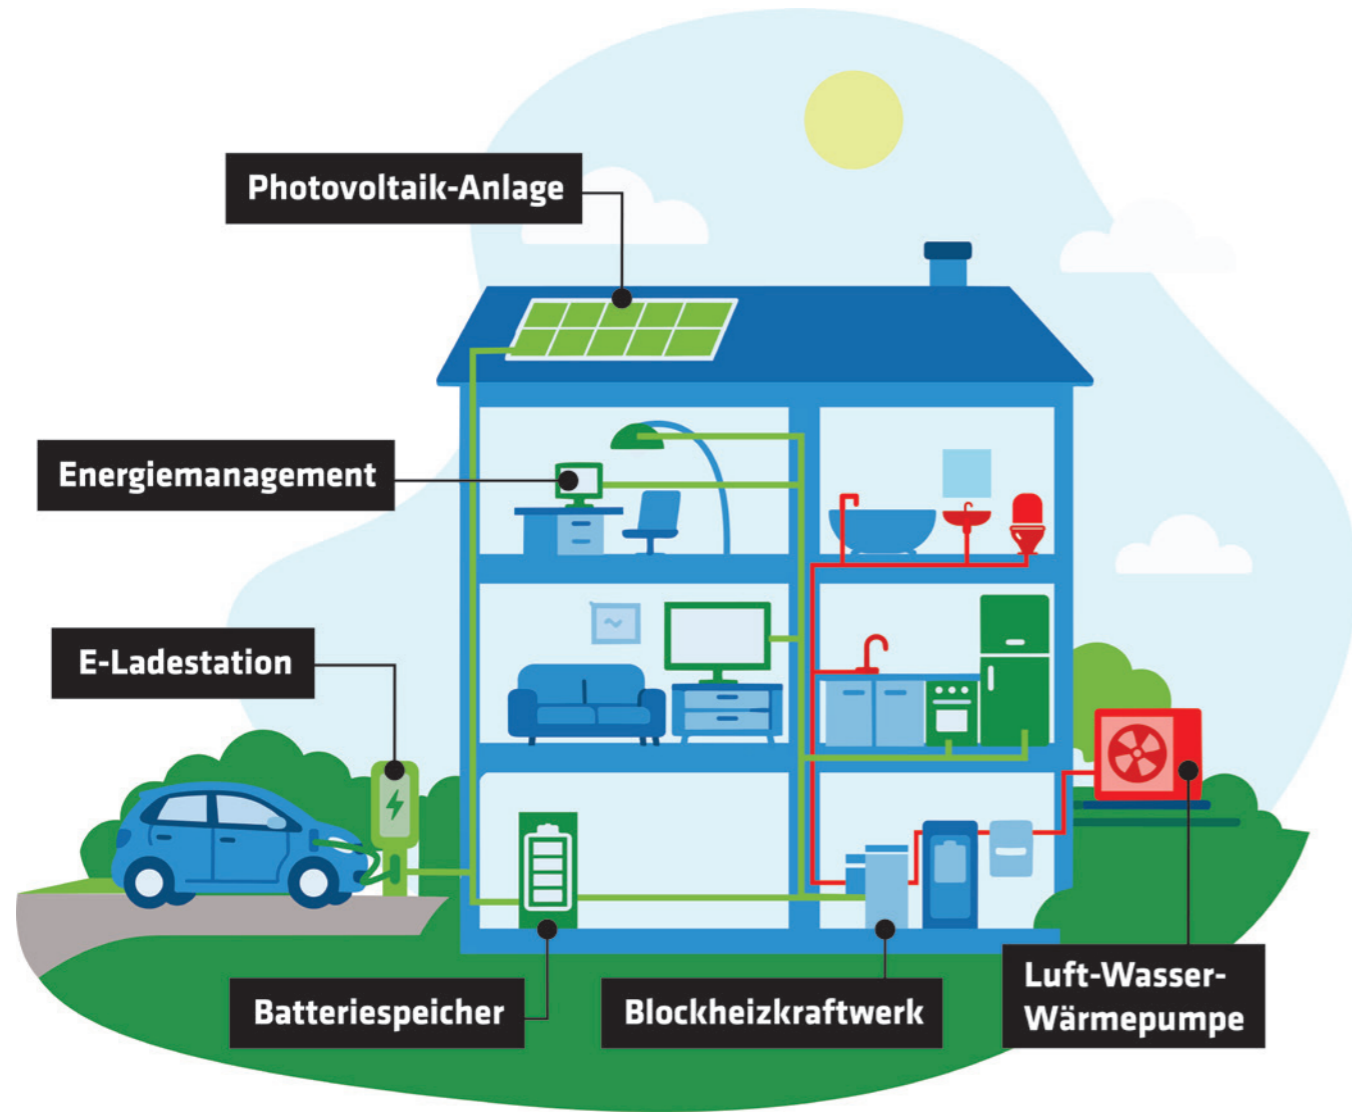 Photovoltaik-Anlage
Energiemanagement
E-Ladestation
Batteriespeicher
Blockheizkraftwerk
Luft-Wasser-
Wärmepumpe